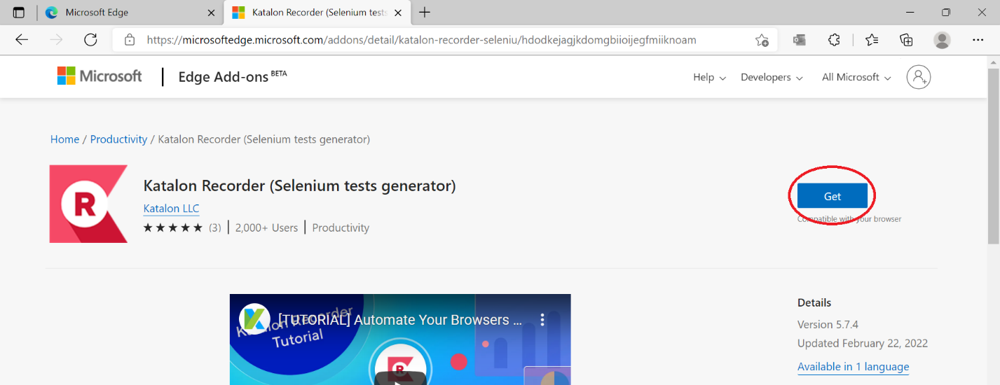 Microsoft Edge
Katalon Recorder (Selenium tests
https://microsoftedge.microsoft.com/addons/detail/katalon-recorder-seleniu/hdodkejagjkdomgbiioijegfmiiknoam
Microsoft
Edge Add-ons BETA
Help
Developers
All Microsoft
Home / Productivity / Katalon Recorder (Selenium tests generator)
R
Katalon Recorder (Selenium tests generator)
Katalon LLC
(3) | 2,000+ Users | Productivity
Get
Compatible with your browser
Katalon Recorder
Tutorial
[TUTORIAL] Automate Your Browsers ...
R
Details
Version 5.7.4
Updated February 22, 2022
Available in 1 language